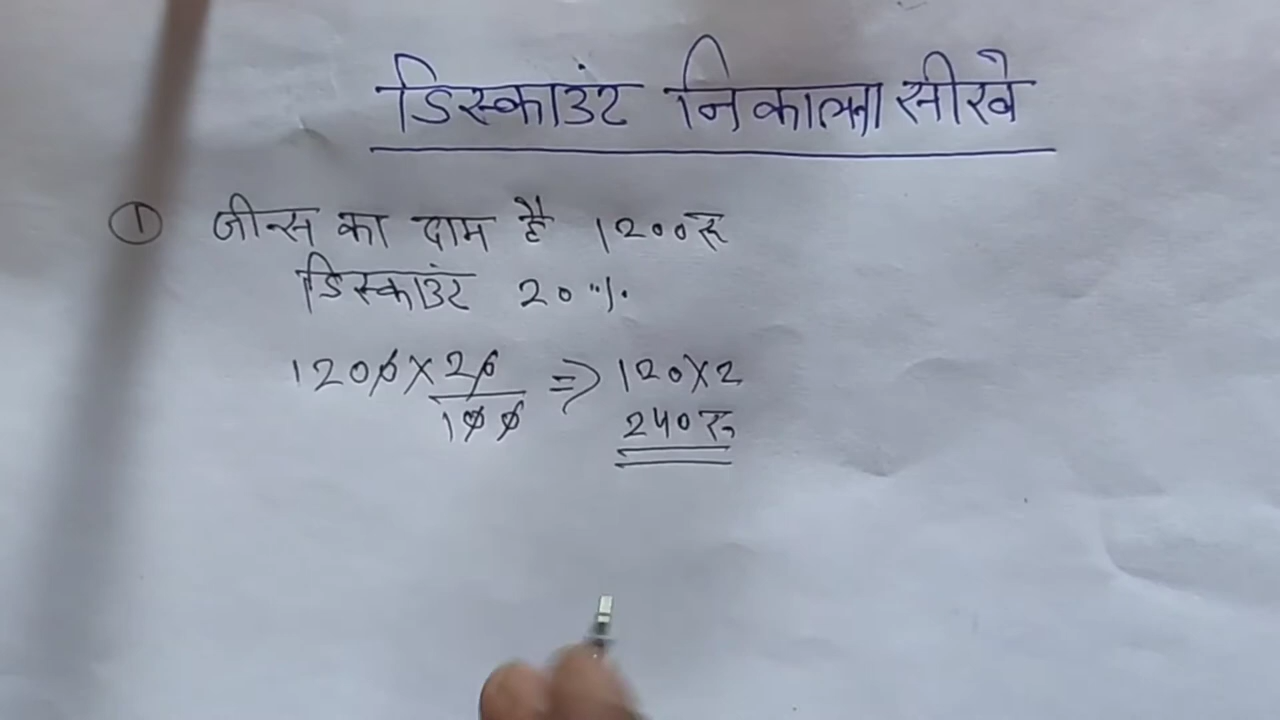 डिस्काउंट निकालना सीखे
① जीन्स का दाम है 1200रू
डिस्काउंट 20%
1200 × 20/100 => 120×2
240रू